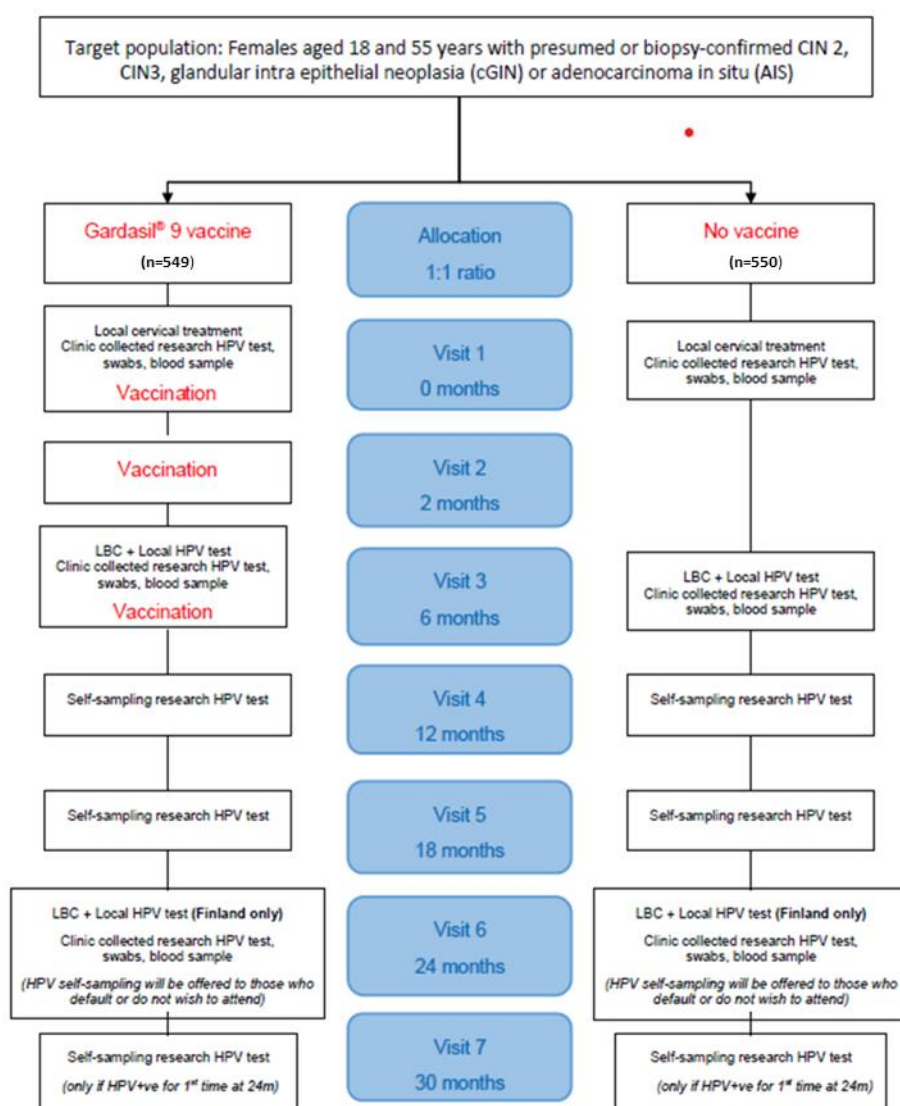 Target population: Females aged 18 and 55 years with presumed or biopsy-confirmed CIN 2,
CIN3, glandular intra epithelial neoplasia (cGIN) or adenocarcinoma in situ (AIS)
Gardasil® 9 vaccine
(n=549)
Allocation
1:1 ratio
No vaccine
(n=550)
Local cervical treatment
Clinic collected research HPV test,
swabs, blood sample
Vaccination
Visit 1
0 months
Local cervical treatment
Clinic collected research HPV test,
swabs, blood sample
Vaccination
Visit 2
2 months
LBC + Local HPV test
Clinic collected research HPV test,
swabs, blood sample
Vaccination
Visit 3
6 months
LBC + Local HPV test
Clinic collected research HPV test,
swabs, blood sample
Self-sampling research HPV test
Visit 4
12 months
Self-sampling research HPV test
Self-sampling research HPV test
Visit 5
18 months
Self-sampling research HPV test
LBC + Local HPV test (Finland only)
Clinic collected research HPV test,
swabs, blood sample
(HPV self-sampling will be offered to those who
default or do not wish to attend)
Visit 6
24 months
LBC + Local HPV test (Finland only)
Clinic collected research HPV test,
swabs, blood sample
(HPV self-sampling will be offered to those who
default or do not wish to attend)
Self-sampling research HPV test
(only if HPV+ve for 1st time at 24m)
Visit 7
30 months
Self-sampling research HPV test
(only if HPV+ve for 1st time at 24m)